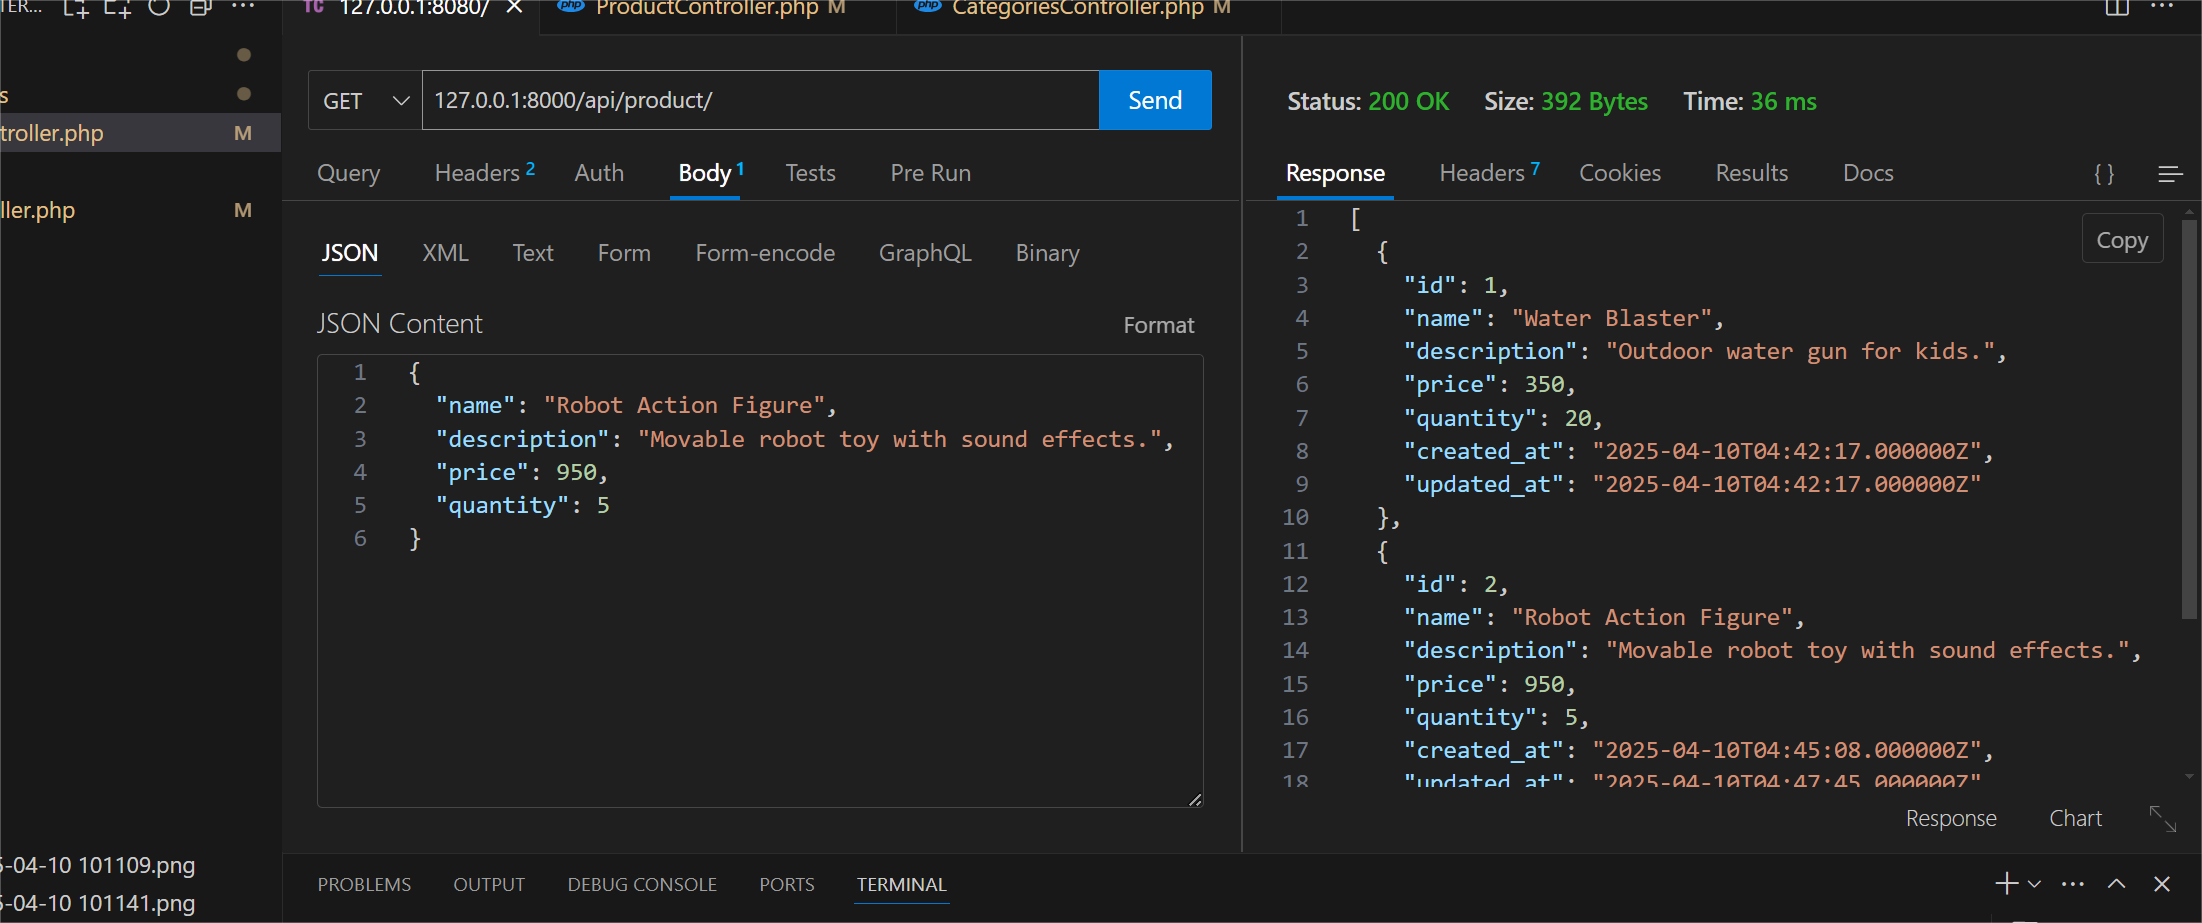 TER...
TC 127.0.0.1:8080/ ProductController.php M CategoriesController.php M
s
troller.php M
ller.php M
5-04-10 101109.png
5-04-10 101141.png
GET 127.0.0.1:8000/api/product/ Send
Query Headers 2 Auth Body 1 Tests Pre Run
JSON XML Text Form Form-encode GraphQL Binary
JSON Content Format
1 {
2 "name": "Robot Action Figure",
3 "description": "Movable robot toy with sound effects.",
4 "price": 950,
5 "quantity": 5
6 }
Status: 200 OK Size: 392 Bytes Time: 36 ms
Response Headers 7 Cookies Results Docs { }
Copy
1 [
2 {
3 "id": 1,
4 "name": "Water Blaster",
5 "description": "Outdoor water gun for kids.",
6 "price": 350,
7 "quantity": 20,
8 "created_at": "2025-04-10T04:42:17.000000Z",
9 "updated_at": "2025-04-10T04:42:17.000000Z"
10 },
11 {
12 "id": 2,
13 "name": "Robot Action Figure",
14 "description": "Movable robot toy with sound effects.",
15 "price": 950,
16 "quantity": 5,
17 "created_at": "2025-04-10T04:45:08.000000Z",
18 "updated_at": "2025-04-10T04:47:45.000000Z"
Response Chart
PROBLEMS OUTPUT DEBUG CONSOLE PORTS TERMINAL